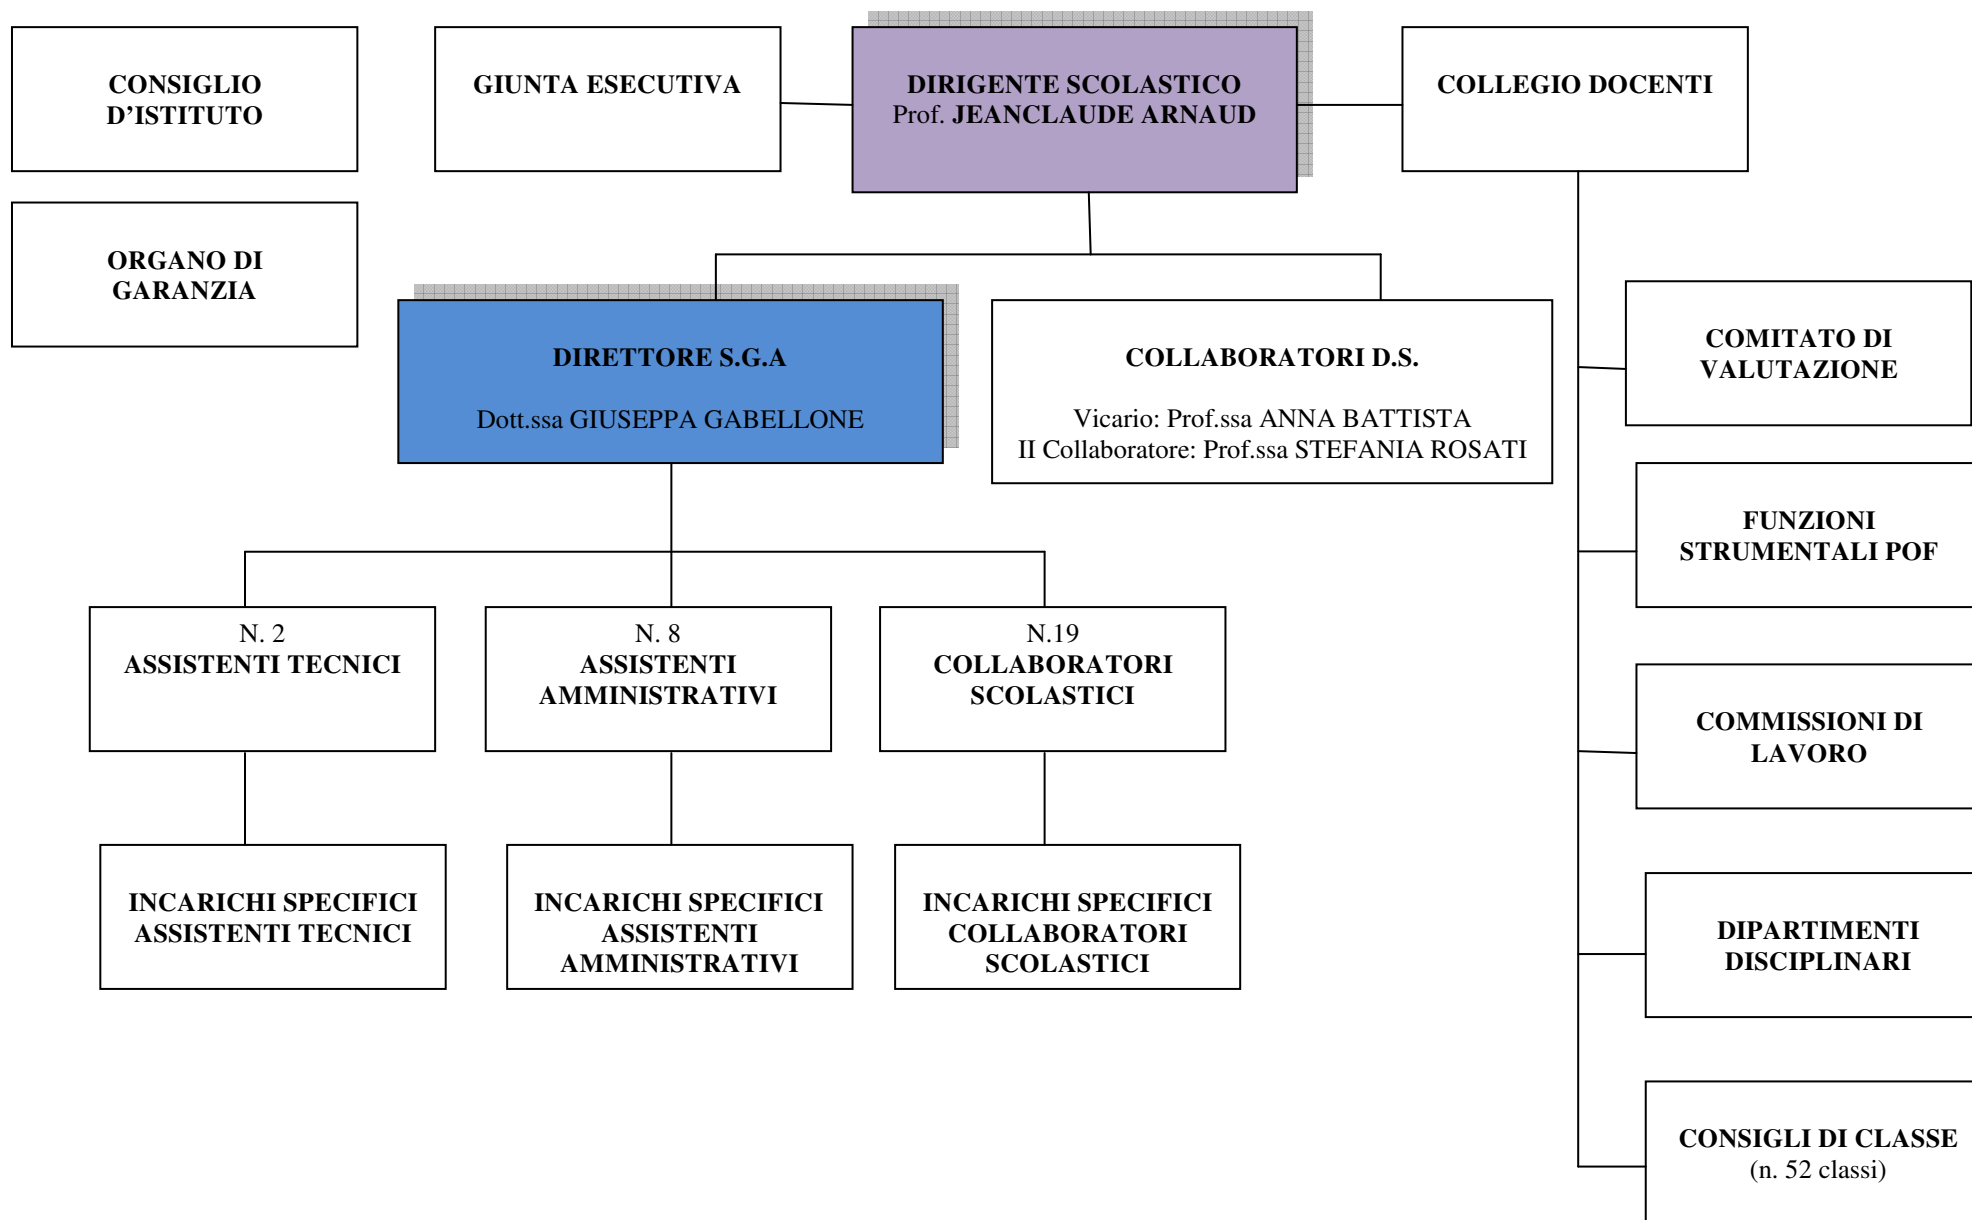 CONSIGLIO
D'ISTITUTO
GIUNTA ESECUTIVA
DIRIGENTE SCOLASTICO
Prof. JEANCLAUDE ARNAUD
COLLEGIO DOCENTI
ORGANO DI
GARANZIA
DIRETTORE S.G.A
Dott.ssa GIUSEPPA GABELLONE
COLLABORATORI D.S.
Vicario: Prof.ssa ANNA BATTISTA
II Collaboratore: Prof.ssa STEFANIA ROSATI
COMITATO DI
VALUTAZIONE
FUNZIONI
STRUMENTALI POF
N. 2
ASSISTENTI TECNICI
N. 8
ASSISTENTI
AMMINISTRATIVI
N.19
COLLABORATORI
SCOLASTICI
COMMISSIONI DI
LAVORO
INCARICHI SPECIFICI
ASSISTENTI TECNICI
INCARICHI SPECIFICI
ASSISTENTI
AMMINISTRATIVI
INCARICHI SPECIFICI
COLLABORATORI
SCOLASTICI
DIPARTIMENTI
DISCIPLINARI
CONSIGLI DI CLASSE
(n. 52 classi)